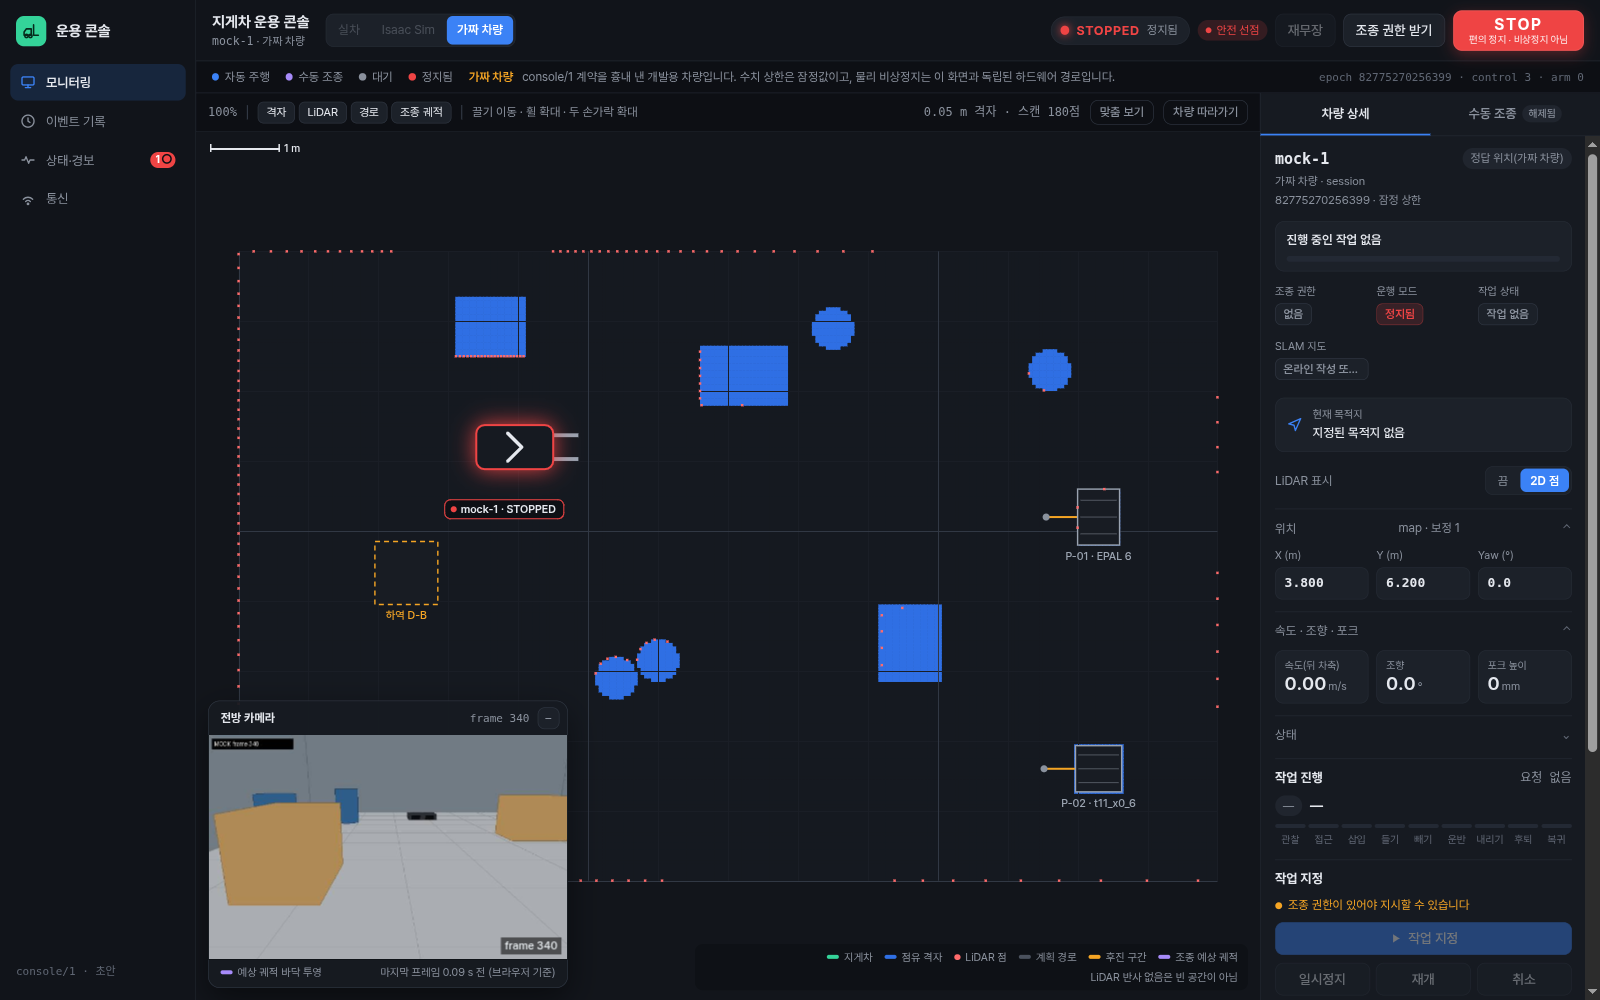 운용 콘솔
모니터링
이벤트 기록
상태·경보 1
통신
console/1 · 초안
지게차 운용 콘솔
mock-1 · 가짜 차량
실차 Isaac Sim 가짜 차량
STOPPED 정지됨
안전 선점
재무장
조종 권한 받기
STOP
편의 정지 · 비상정지 아님
자동 주행 수동 조종 대기 정지됨 가짜 차량 console/1 계약을 흉내 낸 개발용 차량입니다. 수치 상한은 잠정값이고, 물리 비상정지는 이 화면과 독립된 하드웨어 경로입니다.
epoch 82775270256399 · control 3 · arm 0
100% 격자 LiDAR 경로 조종 궤적 끌기 이동 · 휠 확대 · 두 손가락 확대
0.05 m 격자 · 스캔 180점 맞춤 보기 차량 따라가기
1 m
mock-1 · STOPPED
하역 D-B
P-01 · EPAL 6
P-02 · t11_x0_6
전방 카메라 frame 340 –
MOCK frame 340
frame 340
예상 궤적 바닥 투영 마지막 프레임 0.09 s 전 (브라우저 기준)
지게차 점유 격자 LiDAR 점 계획 경로 후진 구간 조종 예상 궤적
LiDAR 반사 없음은 빈 공간이 아님
차량 상세 수동 조종 해제됨
mock-1 정답 위치(가짜 차량)
가짜 차량 · session
82775270256399 · 잠정 상한
진행 중인 작업 없음
조종 권한 운행 모드 작업 상태
없음 정지됨 작업 없음
SLAM 지도
온라인 작성 또...
현재 목적지
지정된 목적지 없음
LiDAR 표시 끔 2D 점
위치 map · 보정 1
X (m) Y (m) Yaw (°)
3.800 6.200 0.0
속도 · 조향 · 포크
속도(뒤 차축) 조향 포크 높이
0.00 m/s 0.0 ° 0 mm
상태
작업 진행 요청 없음
— —
관찰 접근 삽입 들기 빼기 운반 내리기 후퇴 복귀
작업 지정
조종 권한이 있어야 지시할 수 있습니다
작업 지정
일시정지 재개 취소